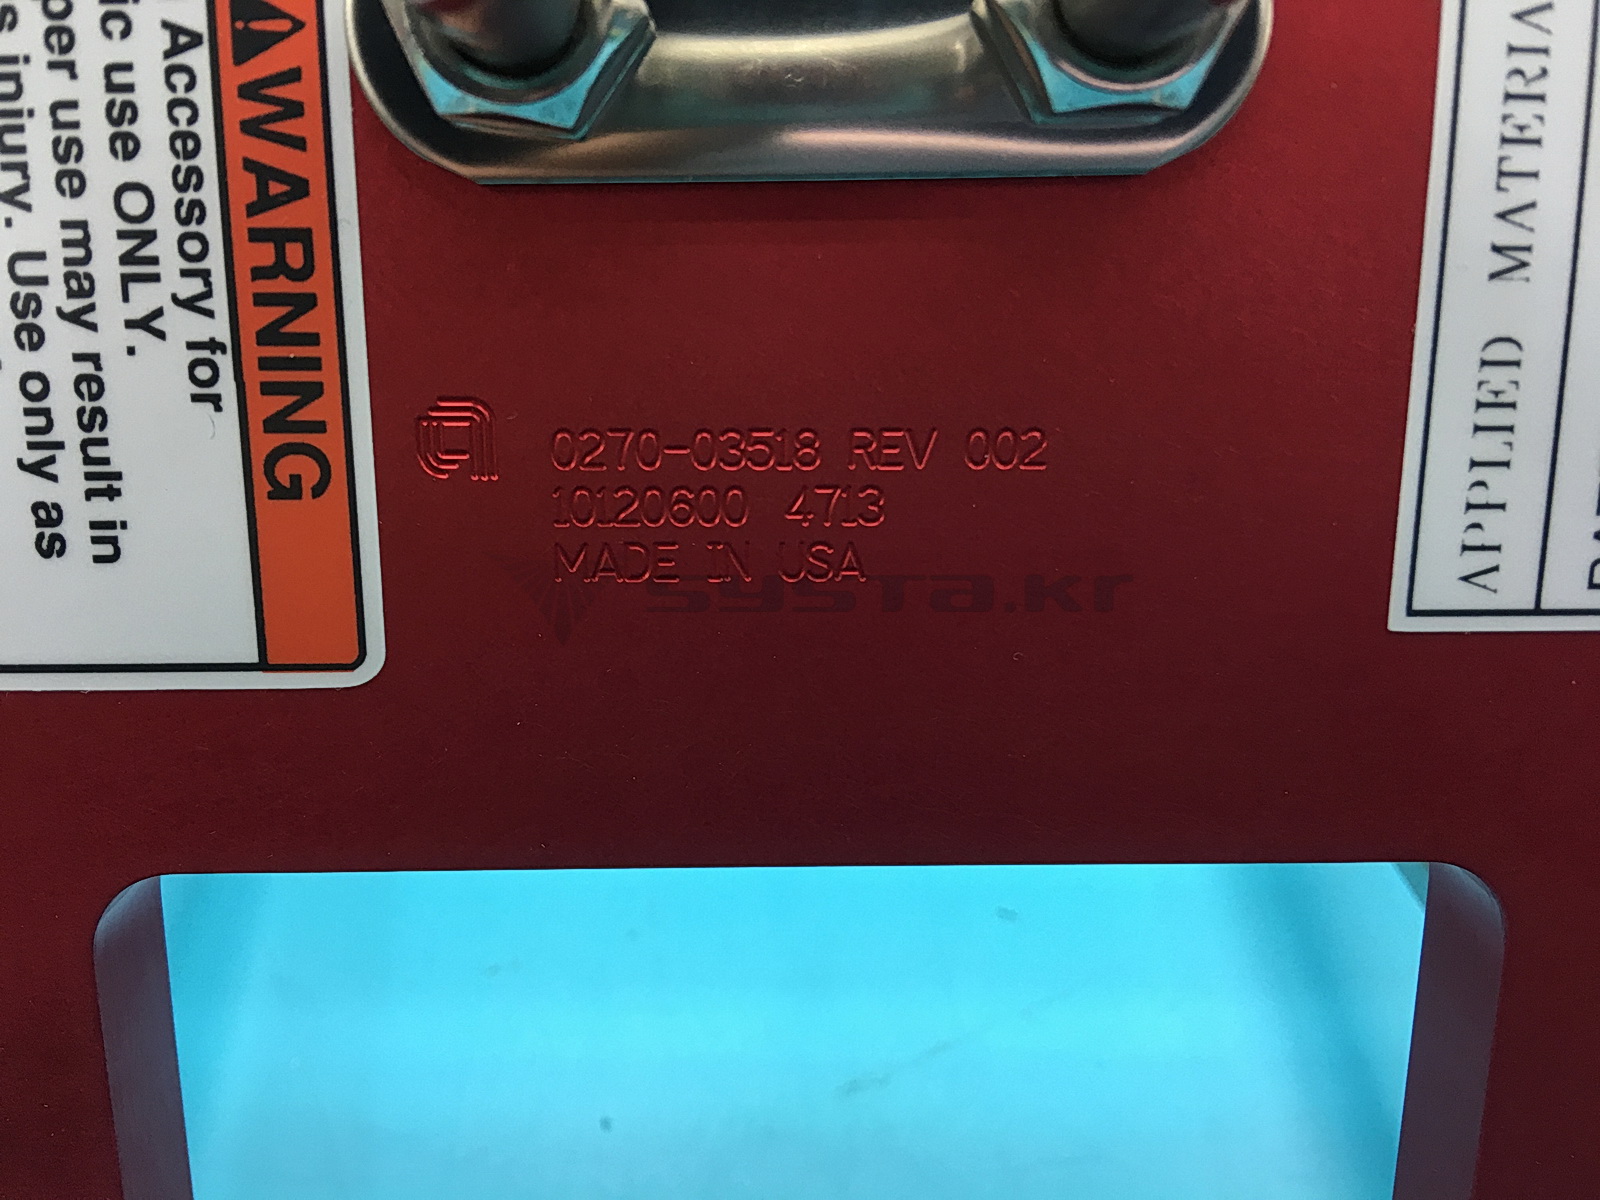 WARNING
Accessory for
ic use ONLY.
per use may result in
s injury. Use only as
0270-03518 REV 002
10120600 4713
MADE IN USA
systa.kr
APPLIED MATERIA